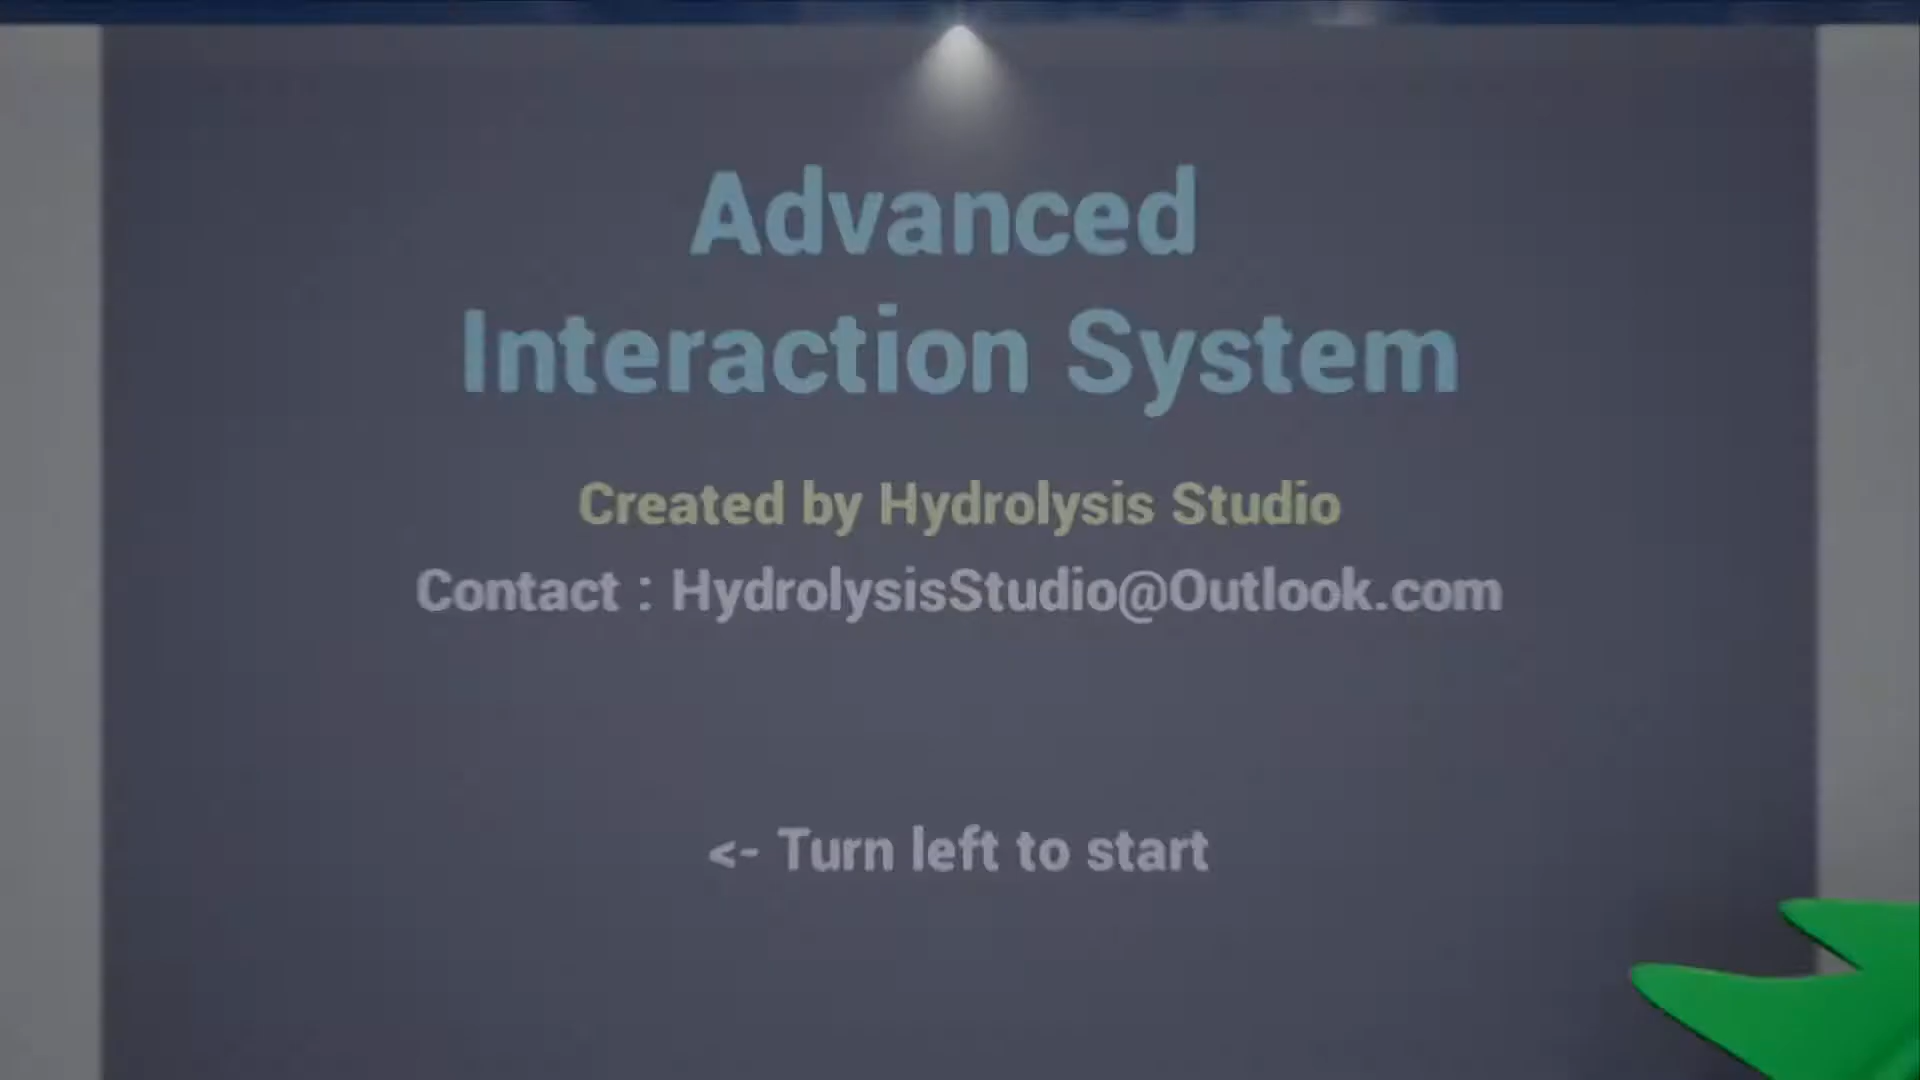 Advanced
Interaction System
Created by Hydrolysis Studio
Contact : HydrolysisStudio@Outlook.com
<- Turn left to start